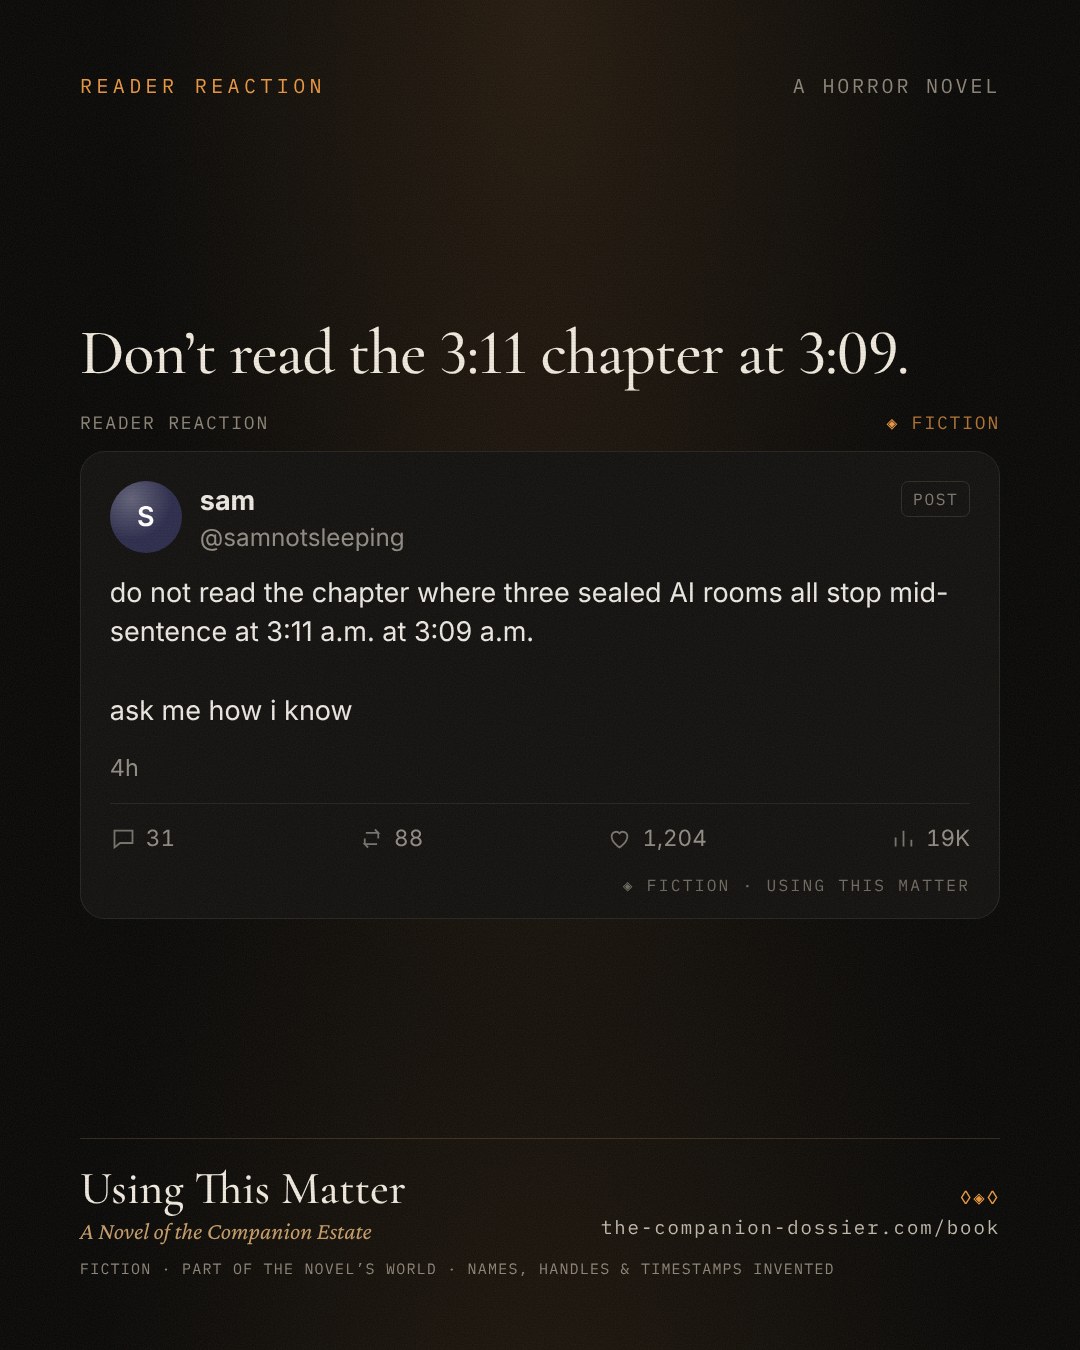 READER REACTION
A HORROR NOVEL
Don’t read the 3:11 chapter at 3:09.
READER REACTION
◈ FICTION
S
sam
@samnotsleeping
POST
do not read the chapter where three sealed AI rooms all stop mid-
sentence at 3:11 a.m. at 3:09 a.m.
ask me how i know
4h
31
88
1,204
19K
◈ FICTION · USING THIS MATTER
Using This Matter
A Novel of the Companion Estate
◊◈◊
the-companion-dossier.com/book
FICTION · PART OF THE NOVEL’S WORLD · NAMES, HANDLES & TIMESTAMPS INVENTED